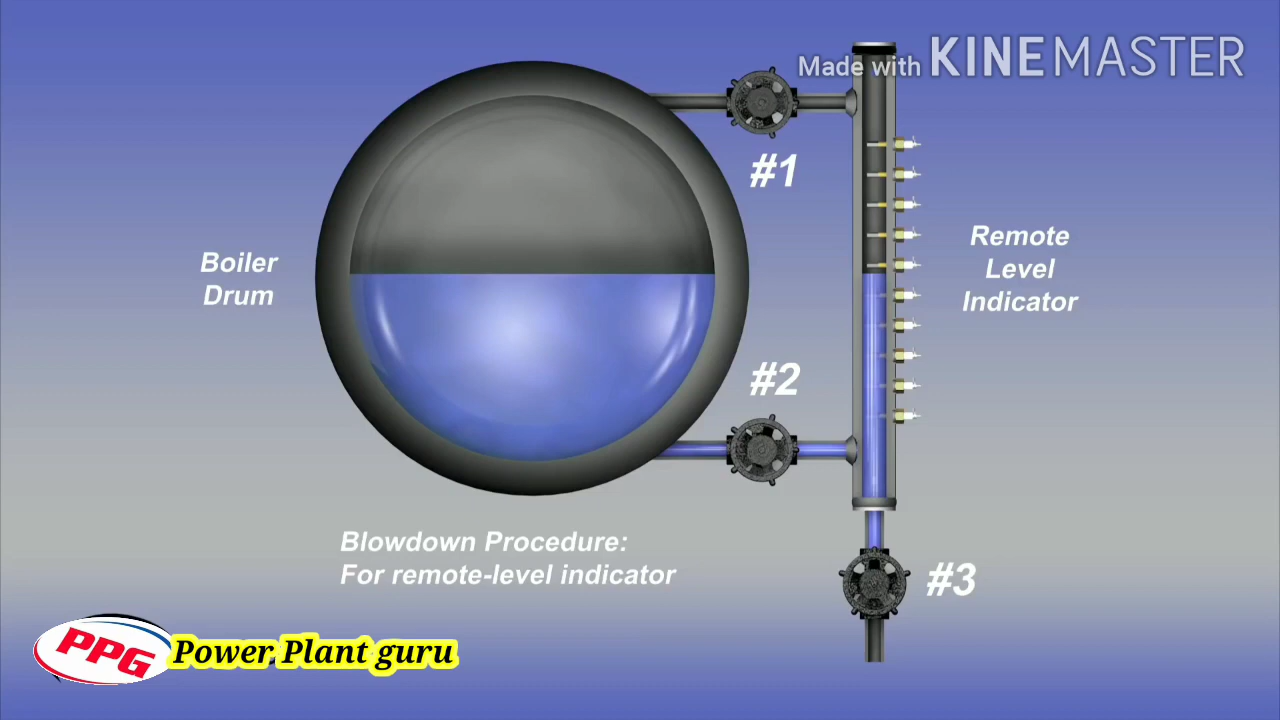 Made with KINEMASTER
#1
Remote
Level
Indicator
Boiler
Drum
#2
Blowdown Procedure:
For remote-level indicator
#3
PPG Power Plant guru